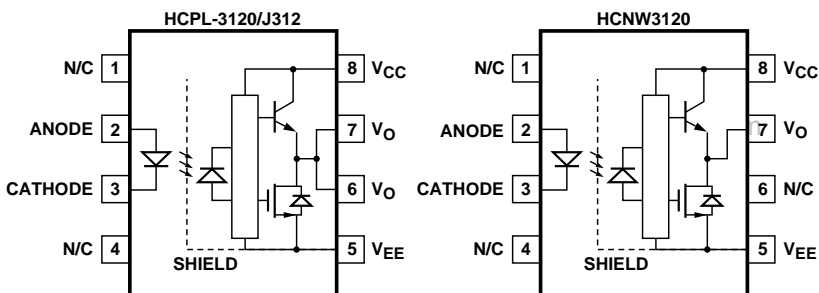 HCPL-3120/J312
N/C 1
8 VCC
ANODE 2
7 VO
CATHODE 3
6 VO
N/C 4
5 VEE
SHIELD
HCNW3120
N/C 1
8 VCC
ANODE 2
7 VO
CATHODE 3
6 N/C
N/C 4
5 VEE
SHIELD